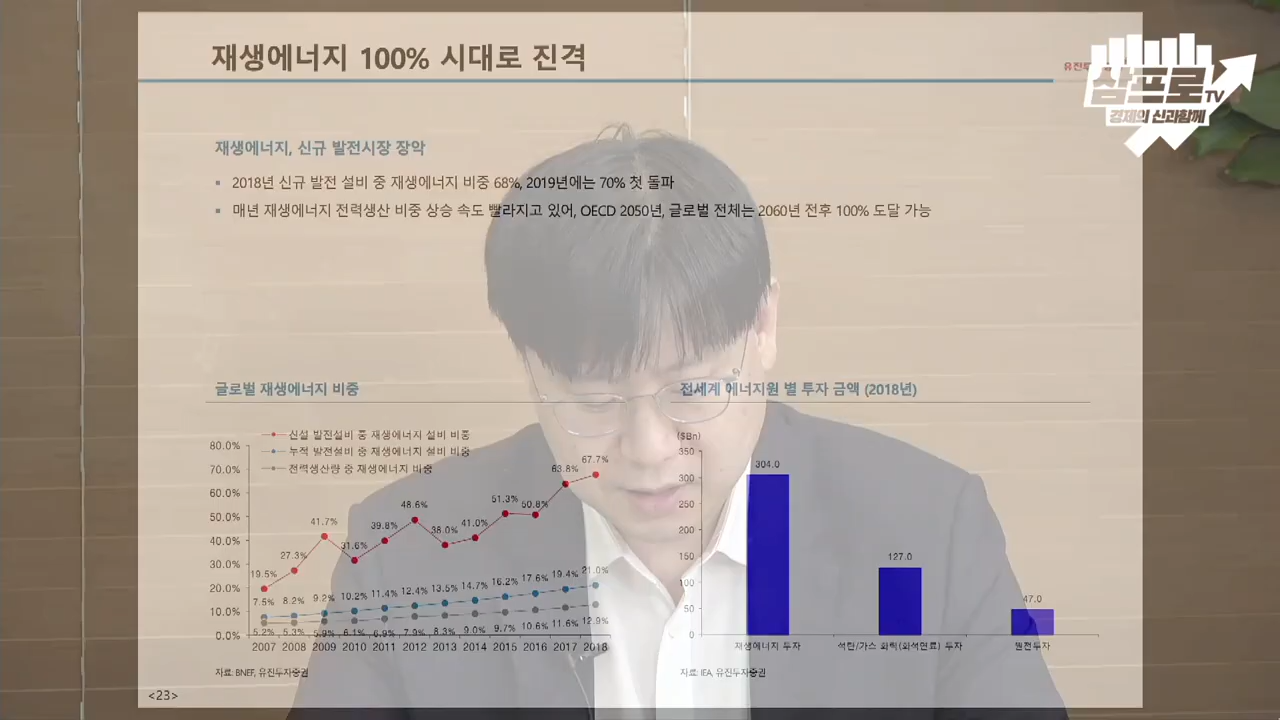 재생에너지 100% 시대로 진격
삼프로TV
경제의 신과함께
재생에너지, 신규 발전시장 장악
▪ 2018년 신규 발전 설비 중 재생에너지 비중 68%, 2019년에는 70% 첫 돌파
▪ 매년 재생에너지 전력생산 비중 상승 속도 빨라지고 있어, OECD 2050년, 글로벌 전체는 2060년 전후 100% 도달 가능
글로벌 재생에너지 비중
신설 발전설비 중 재생에너지 설비 비중
누적 발전설비 중 재생에너지 설비 비중
전력생산량 중 재생에너지 비중
80.0%
70.0%
60.0%
50.0%
40.0%
30.0%
20.0%
10.0%
0.0%
19.5% 27.3% 41.7% 31.6% 39.8% 48.6% 38.0% 41.0% 51.3% 50.8% 63.8% 67.7%
7.5% 8.2% 9.2% 10.2% 11.4% 12.4% 13.5% 14.7% 16.2% 17.6% 19.4% 21.0%
5.2% 5.3% 5.9% 6.1% 6.9% 7.9% 8.3% 9.0% 9.7% 10.6% 11.6% 12.9%
2007 2008 2009 2010 2011 2012 2013 2014 2015 2016 2017 2018
자료: BNEF, 유진투자증권
전세계 에너지원 별 투자 금액 (2018년)
($Bn)
350
300
250
200
150
100
50
0
304.0
127.0
47.0
재생에너지 투자 석탄/가스 화력(화석연료) 투자 원전투자
자료: IEA, 유진투자증권
<23>